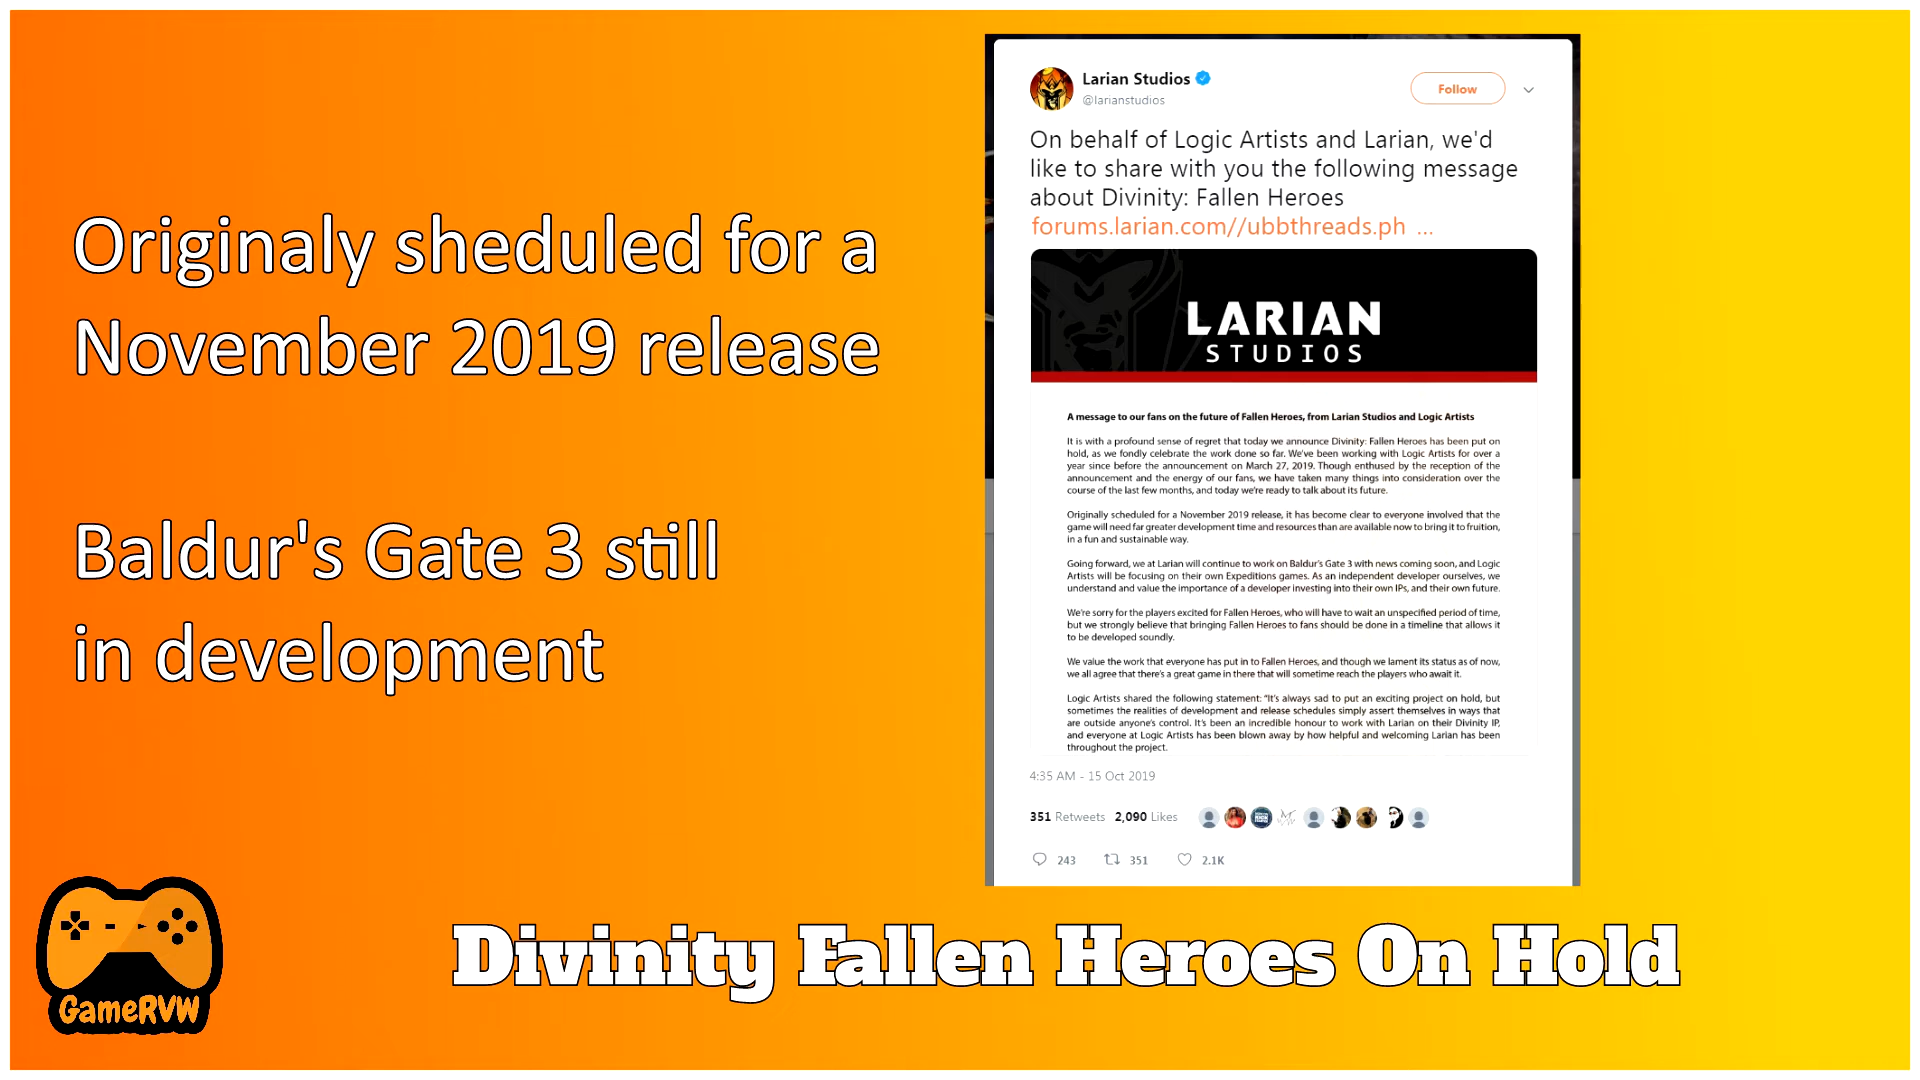 Originaly sheduled for a
November 2019 release
Baldur's Gate 3 still
in development
Larian Studios
@larianstudios
Follow
On behalf of Logic Artists and Larian, we'd
like to share with you the following message
about Divinity: Fallen Heroes
forums.larian.com//ubbthreads.ph ...
LARIAN
STUDIOS
A message to our fans on the future of Fallen Heroes, from Larian Studios and Logic Artists
It is with a profound sense of regret that today we announce Divinity: Fallen Heroes has been put on
hold, as we fondly celebrate the work done so far. We've been working with Logic Artists for over a
year since before the announcement on March 27, 2019. Though enthused by the reception of the
announcement and the energy of our fans, we have taken many things into consideration over the
course of the last few months, and today we're ready to talk about its future.
Originally scheduled for a November 2019 release, it has become clear to everyone involved that the
game will need far greater development time and resources than are available now to bring it to fruition,
in a fun and sustainable way.
Going forward, we at Larian will continue to work on Baldur's Gate 3 with news coming soon, and Logic
Artists will be focusing on their own Expeditions games. As an independent developer ourselves, we
understand and value the importance of a developer investing into their own IPs, and their own future.
We're sorry for the players excited for Fallen Heroes, who will have to wait an unspecified period of time,
but we strongly believe that bringing Fallen Heroes to fans should be done in a timeline that allows it
to be developed soundly.
We value the work that everyone has put in to Fallen Heroes, and though we lament its status as of now,
we all agree that there's a great game in there that will sometime reach the players who await it.
Logic Artists shared the following statement: "It's always sad to put an exciting project on hold, but
sometimes the realities of development and release schedules simply assert themselves in ways that
are outside anyone's control. It's been an incredible honour to work with Larian on their Divinity IP,
and everyone at Logic Artists has been blown away by how helpful and welcoming Larian has been
throughout the project.
4:35 AM - 15 Oct 2019
351 Retweets 2,090 Likes
243 351 2.1K
GameRVW
Divinity Fallen Heroes On Hold